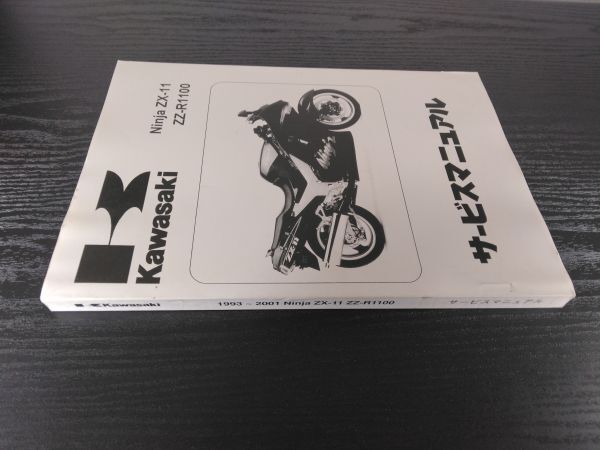 Kawasaki
Ninja ZX-11
ZZ-R1100
サービスマニュアル
Kawasaki 1993 ~ 2001 Ninja ZX-11 ZZ-R1100 サービスマニュアル